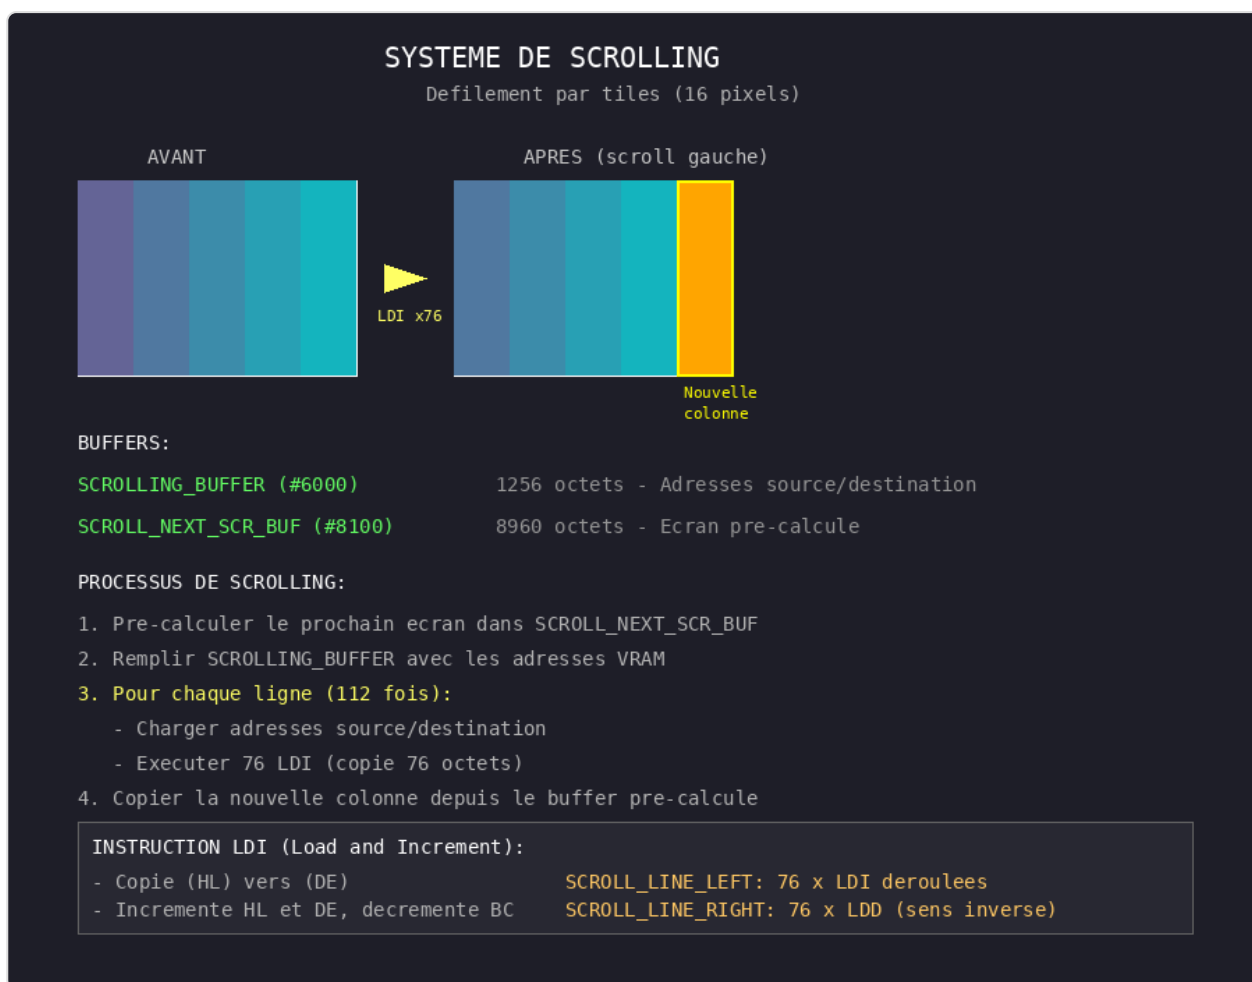 SYSTEME DE SCROLLING
Defilement par tiles (16 pixels)
AVANT
APRES (scroll gauche)
LDI x76
Nouvelle
colonne
BUFFERS:
SCROLLING_BUFFER (#6000) 1256 octets - Adresses source/destination
SCROLL_NEXT_SCR_BUF (#8100) 8960 octets - Ecran pre-calcule
PROCESSUS DE SCROLLING:
1. Pre-calculer le prochain ecran dans SCROLL_NEXT_SCR_BUF
2. Remplir SCROLLING_BUFFER avec les adresses VRAM
3. Pour chaque ligne (112 fois):
- Charger adresses source/destination
- Executer 76 LDI (copie 76 octets)
4. Copier la nouvelle colonne depuis le buffer pre-calcule
INSTRUCTION LDI (Load and Increment):
- Copie (HL) vers (DE) SCROLL_LINE_LEFT: 76 x LDI deroulees
- Incremente HL et DE, decremente BC SCROLL_LINE_RIGHT: 76 x LDD (sens inverse)